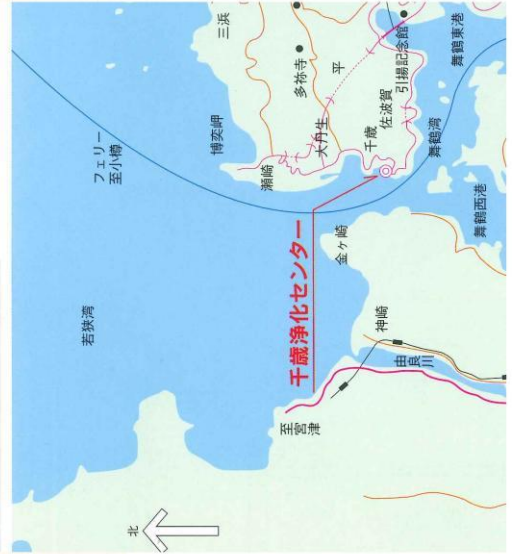 三浜
博奕岬
多祢寺
フェリー
至小樽
瀬崎
大丹生
平
引揚記念館
佐波賀
千歳
舞鶴東港
若狭湾
千歳浄化センター
金ヶ崎
舞鶴湾
舞鶴西港
神崎
由良川
至宮津
北